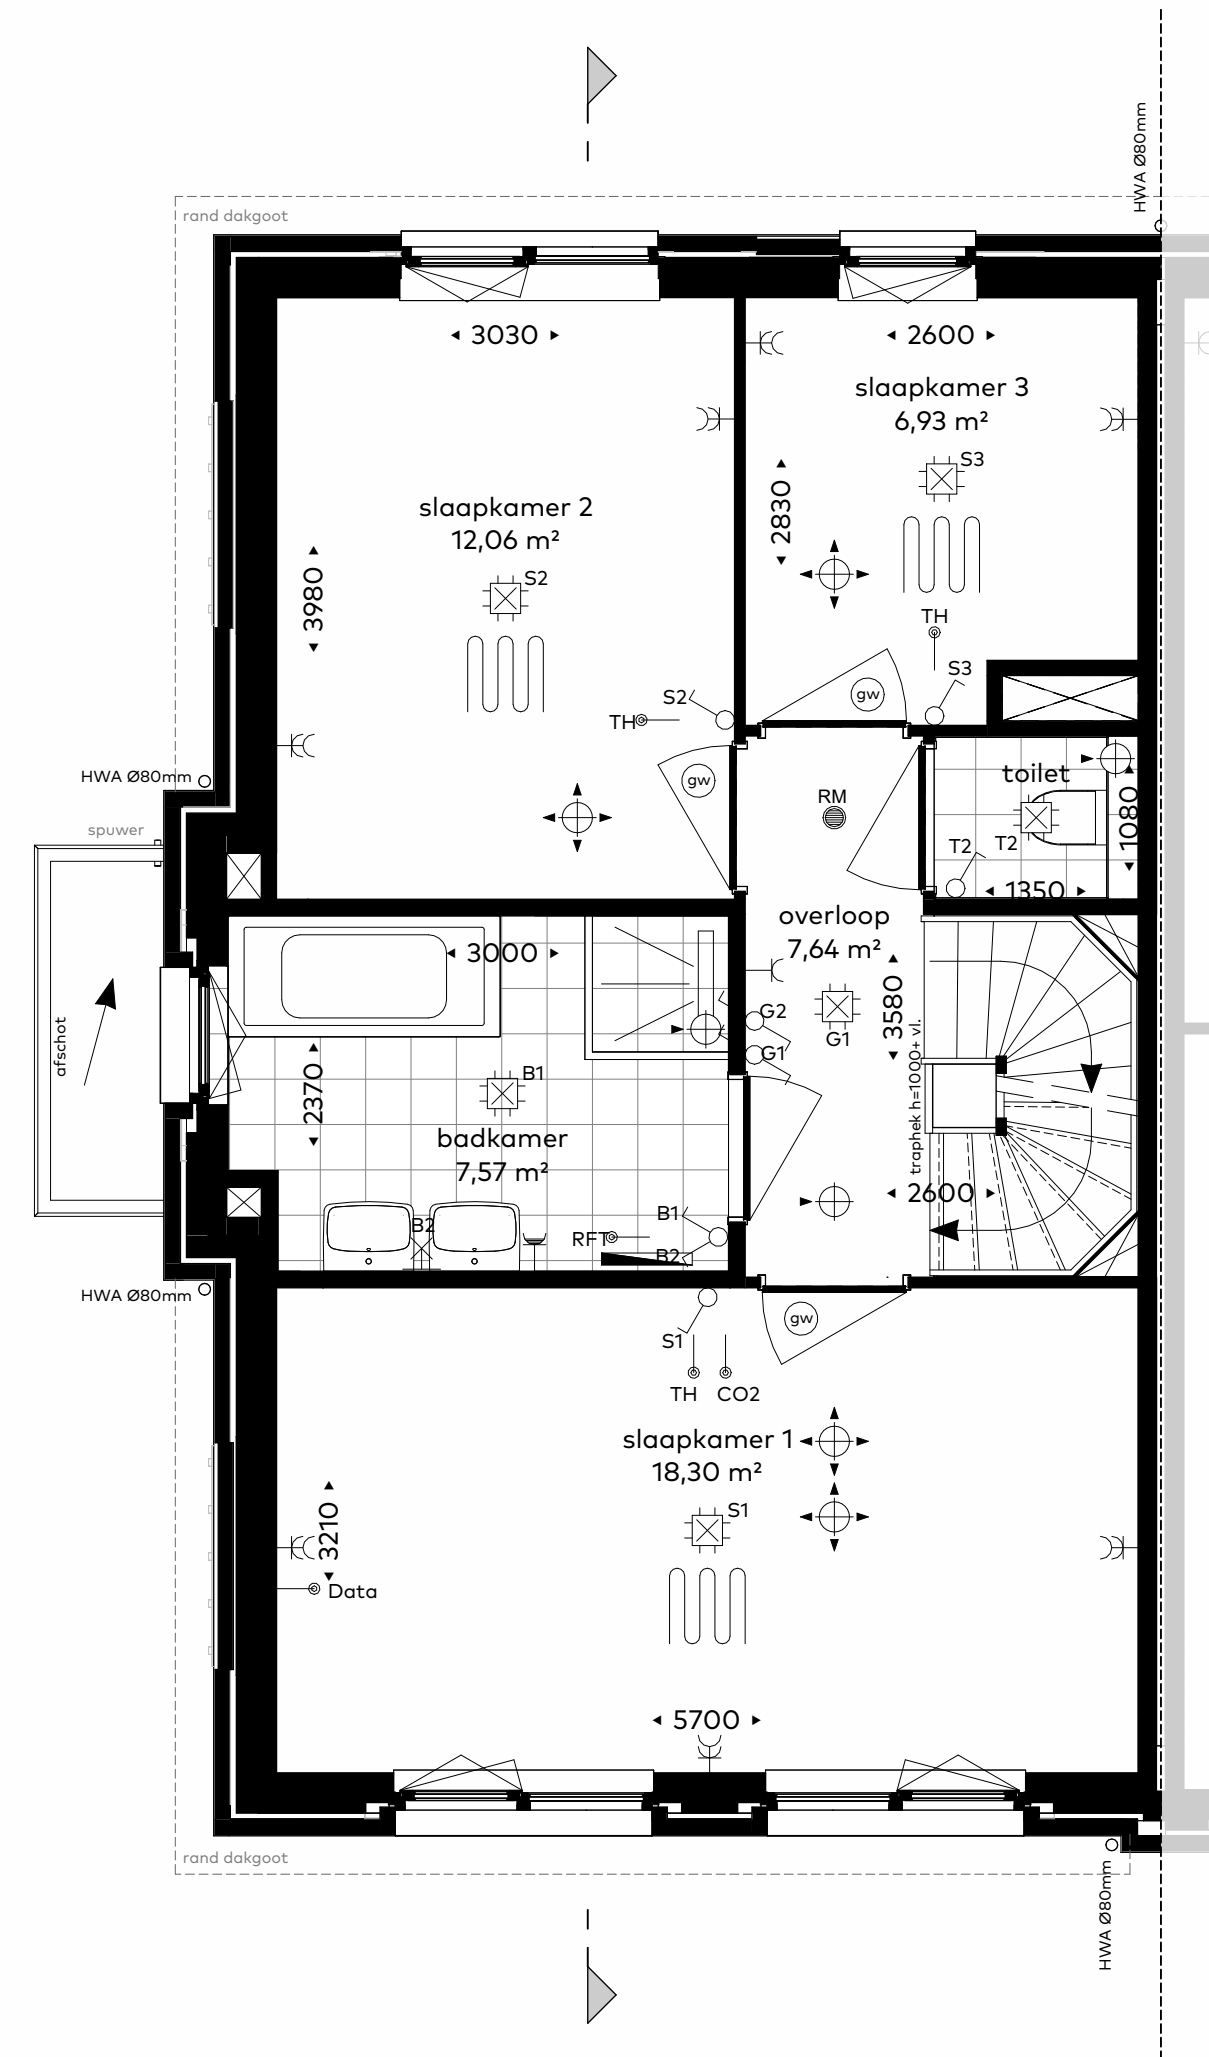 HWA Ø80mm
rand dakgoot
3030
2600
slaapkamer 3
6,93 m²
S3
2830
slaapkamer 2
12,06 m²
S2
3980
TH
S3
S2
TH
gw
gw
HWA Ø80mm
spuwer
toilet
RM
1080
T2
T2
1350
overloop
7,64 m²
3000
3580
G2
G1
G1
afschot
B1
2370
traphek h=1000+ vl.
badkamer
7,57 m²
2600
B1
B2
RFT
B2
HWA Ø80mm
gw
S1
TH
CO2
slaapkamer 1
18,30 m²
S1
3210
Data
5700
rand dakgoot
HWA Ø80mm